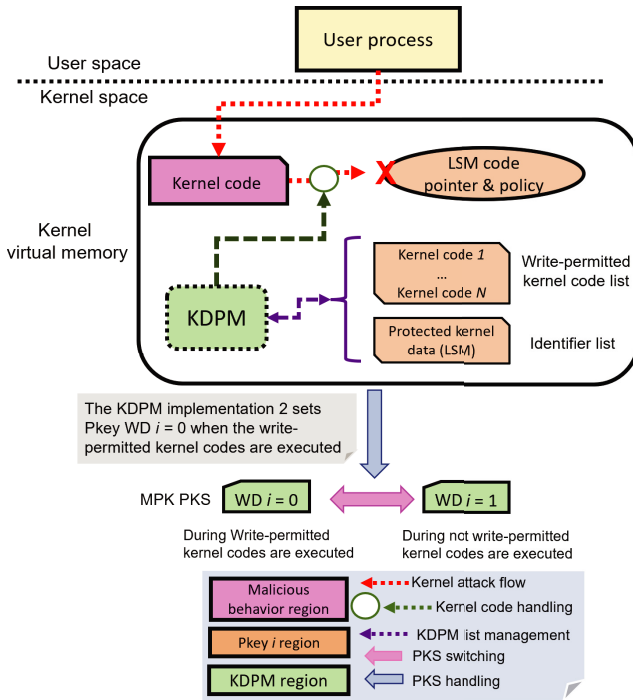 User process
User space
Kernel space
Kernel code
LSM code
pointer & policy
X
Kernel
virtual memory
KDPM
Kernel code 1
...
Kernel code N
Write-permitted
kernel code list
Protected kernel
data (LSM)
Identifier list
The KDPM implementation 2 sets
Pkey WD i = 0 when the write-
permitted kernel codes are executed
MPK PKS
WD i = 0
WD i = 1
During Write-permitted
kernel codes are executed
During nct write-permitted
kernel codes are executed
Malicious
behavior region
Kernel attack flow
Kernel code handling
Pkey i region
KDPM list management
PKS switching
KDPM region
PKS handling